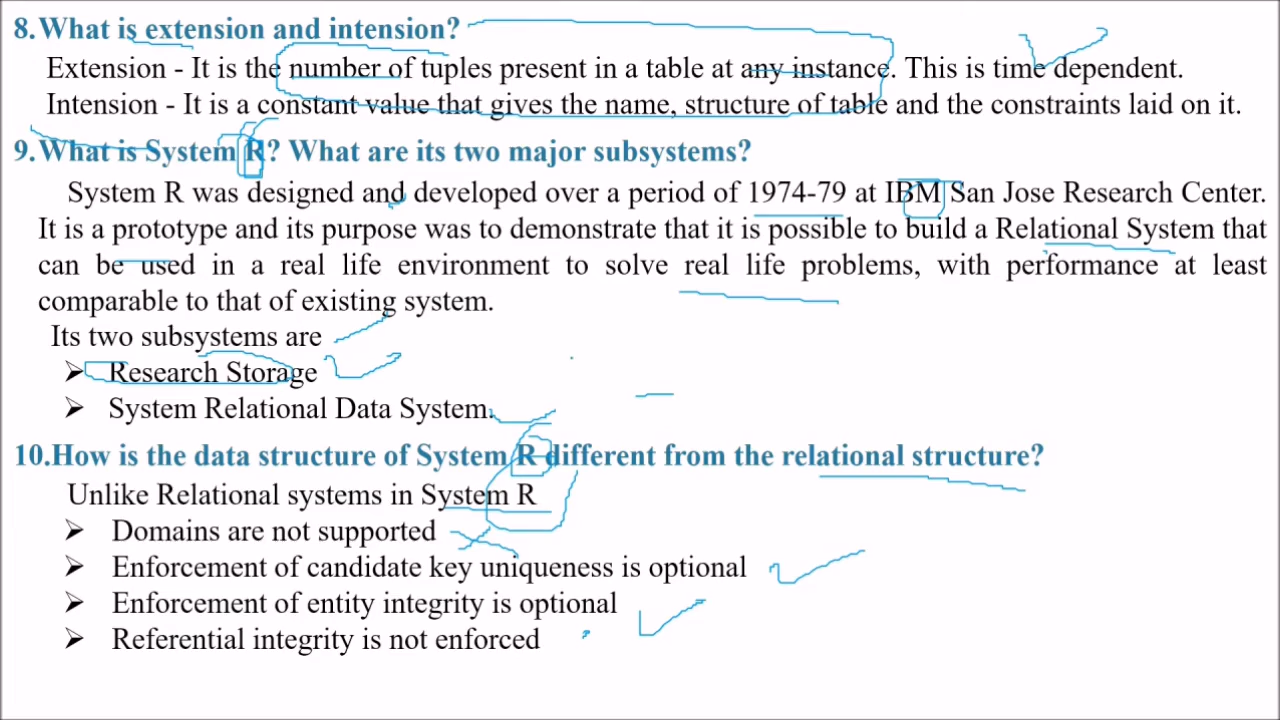 8.What is extension and intension?
Extension - It is the number of tuples present in a table at any instance. This is time dependent.
Intension - It is a constant value that gives the name, structure of table and the constraints laid on it.
9.What is System R? What are its two major subsystems?
System R was designed and developed over a period of 1974-79 at IBM San Jose Research Center.
It is a prototype and its purpose was to demonstrate that it is possible to build a Relational System that
can be used in a real life environment to solve real life problems, with performance at least
comparable to that of existing system.
Its two subsystems are
➢ Research Storage
➢ System Relational Data System.
10.How is the data structure of System R different from the relational structure?
Unlike Relational systems in System R
➢ Domains are not supported
➢ Enforcement of candidate key uniqueness is optional
➢ Enforcement of entity integrity is optional
➢ Referential integrity is not enforced